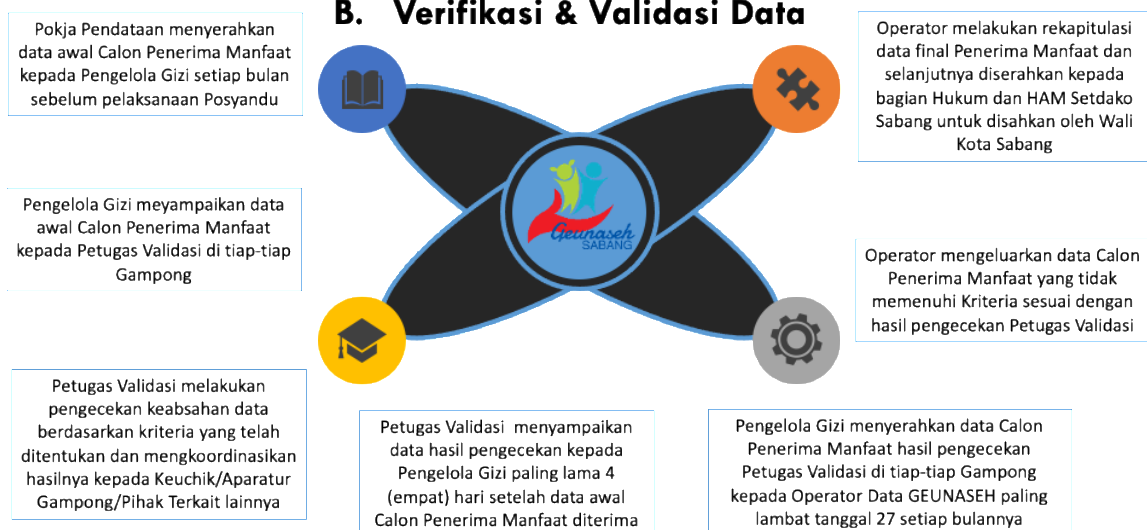 B. Verifikasi & Validasi Data
Pokja Pendataan menyerahkan
data awal Calon Penerima Manfaat
kepada Pengelola Gizi setiap bulan
sebelum pelaksanaan Posyandu
Pengelola Gizi meyampaikan data
awal Calon Penerima Manfaat
kepada Petugas Validasi di tiap-tiap
Gampong
Petugas Validasi melakukan
pengecekan keabsahan data
berdasarkan kriteria yang telah
ditentukan dan mengkoordinasikan
hasilnya kepada Keuchik/Aparatur
Gampong/Pihak Terkait lainnya
Petugas Validasi menyampaikan
data hasil pengecekan kepada
Pengelola Gizi paling lama 4
(empat) hari setelah data awal
Calon Penerima Manfaat diterima
Pengelola Gizi menyerahkan data Calon
Penerima Manfaat hasil pengecekan
Petugas Validasi di tiap-tiap Gampong
kepada Operator Data GEUNASEH paling
lambat tanggal 27 setiap bulannya
Operator mengeluarkan data Calon
Penerima Manfaat yang tidak
memenuhi Kriteria sesuai dengan
hasil pengecekan Petugas Validasi
Operator melakukan rekapitulasi
data final Penerima Manfaat dan
selanjutnya diserahkan kepada
bagian Hukum dan HAM Setdako
Sabang untuk disahkan oleh Wali
Kota Sabang
Geunaseh
SABANG